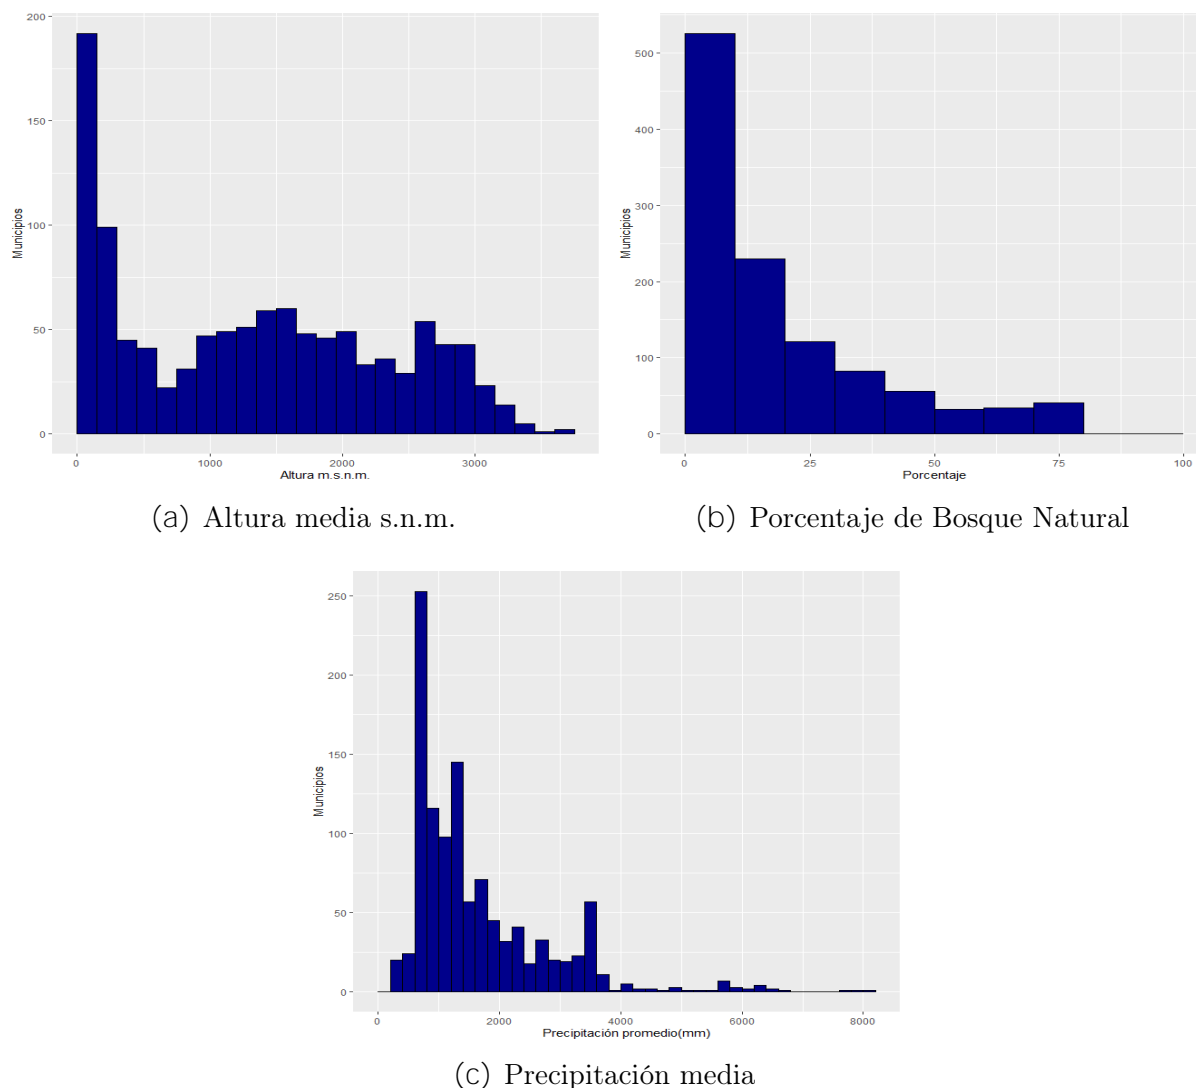 200
150
100
50
0
Municipios
0 1000 2000 3000
Altura m.s.n.m.
(a) Altura media s.n.m.
500
400
300
200
100
0
Municipios
0 25 50 75 100
Porcentaje
(b) Porcentaje de Bosque Natural
250
200
150
100
50
0
Municipios
0 2000 4000 6000 8000
Precipitación promedio(mm)
(c) Precipitación media